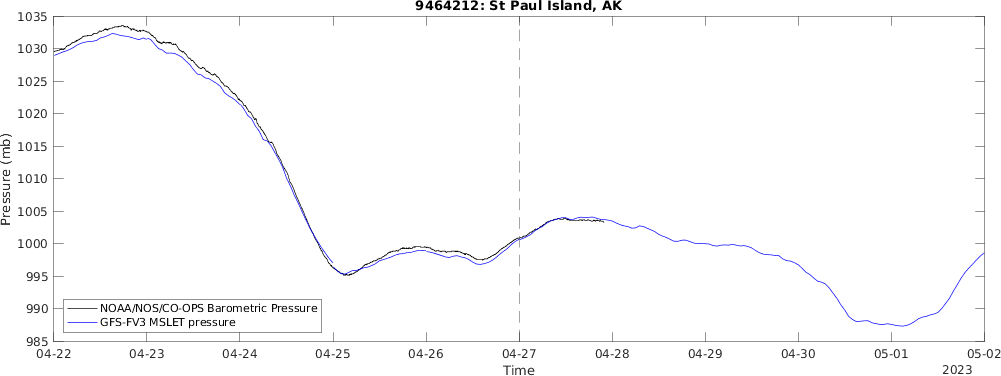 9464212: St Paul Island, AK
1035
1030
1025
1020
1015
1010
1005
1000
995
990
985
Pressure (mb)
NOAA/NOS/CO-OPS Barometric Pressure
GFS-FV3 MSLET pressure
04-22 04-23 04-24 04-25 04-26 04-27 04-28 04-29 04-30 05-01 05-02
Time
2023